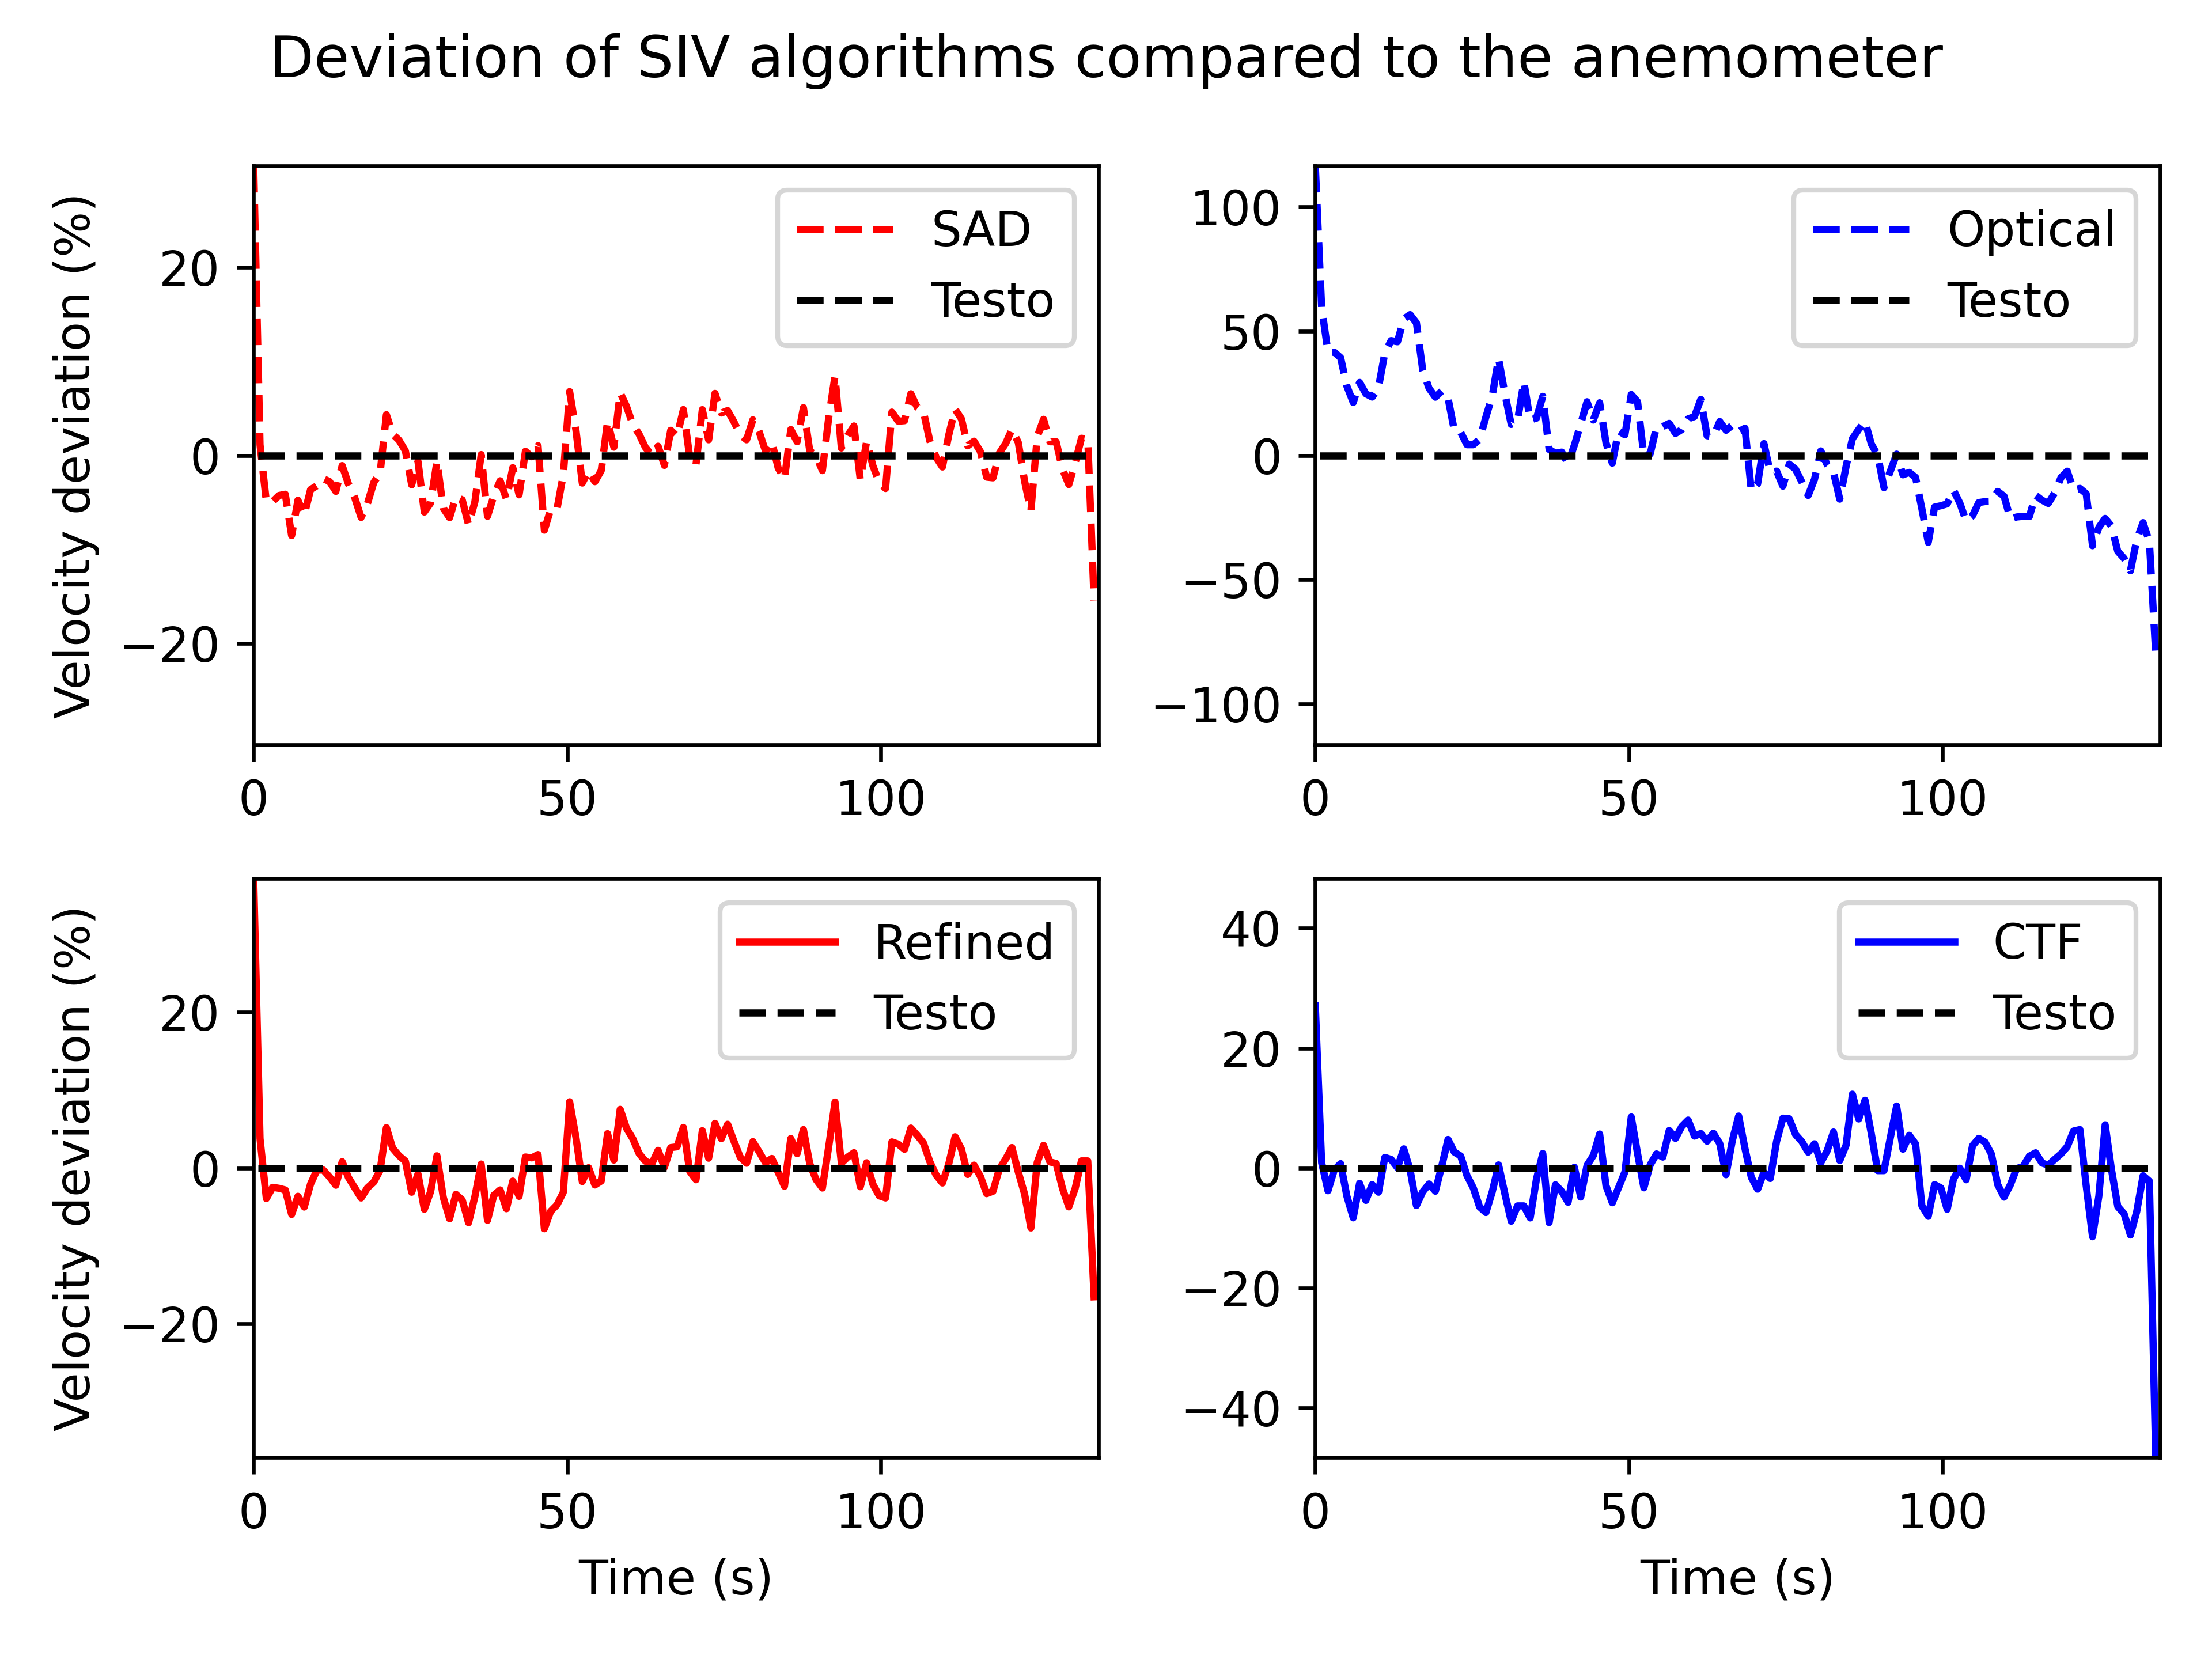 Deviation of SIV algorithms compared to the anemometer
Velocity deviation (%)
20
0
−20
0
50
100
SAD
Testo
100
50
0
−50
−100
0
50
100
Optical
Testo
Velocity deviation (%)
20
0
−20
0
50
100
Time (s)
Refined
Testo
40
20
0
−20
−40
0
50
100
Time (s)
CTF
Testo